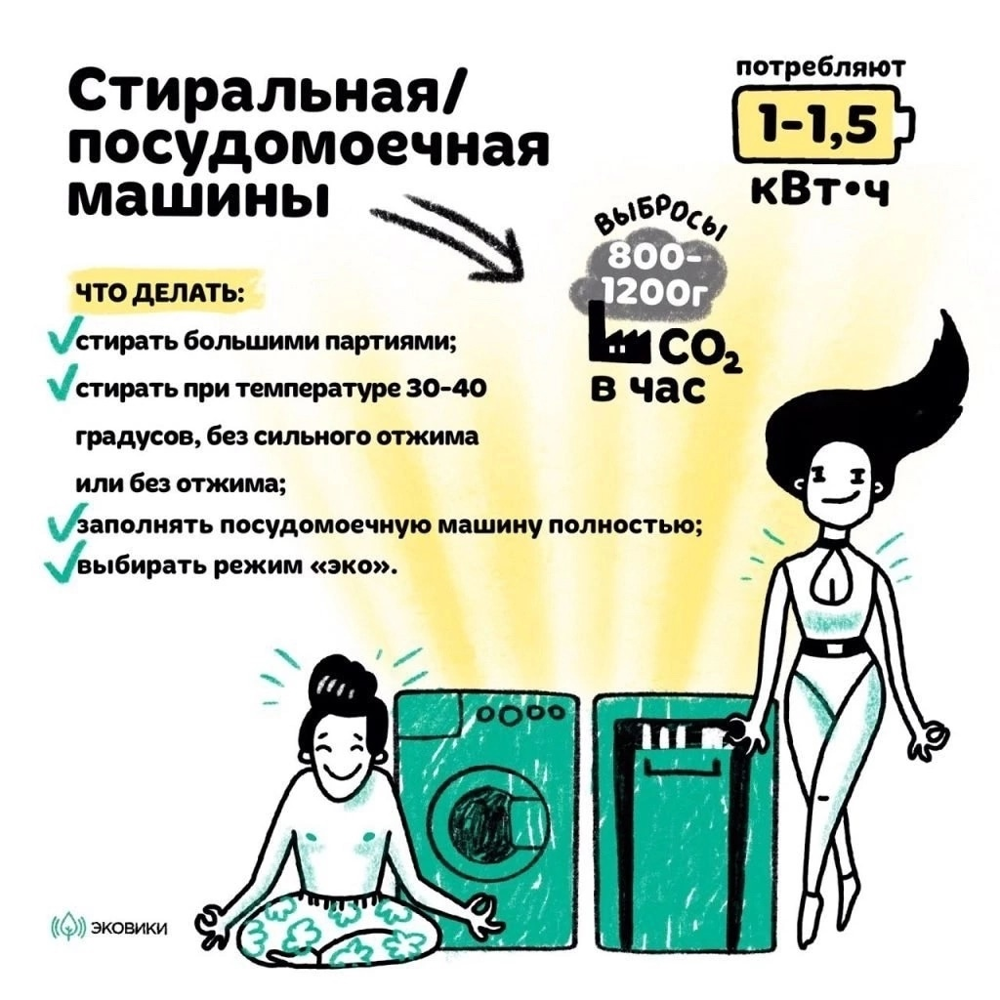 Стиральная/
посудомоечная
машины
потребляют
1-1,5
кВт•ч
ВЫБРОСЫ
800-
1200г
CO₂
в час
ЧТО ДЕЛАТЬ:
стирать большими партиями;
стирать при температуре 30-40
градусов, без сильного отжима
или без отжима;
заполнять посудомоечную машину полностью;
выбирать режим «эко».
ЭКОВИКИ